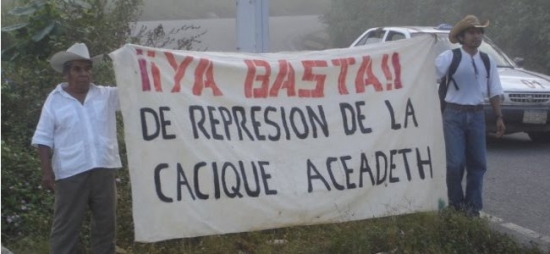 ¡¡YA BASTA!!
DE REPRESION DE LA
CACIQUE ACEADETH